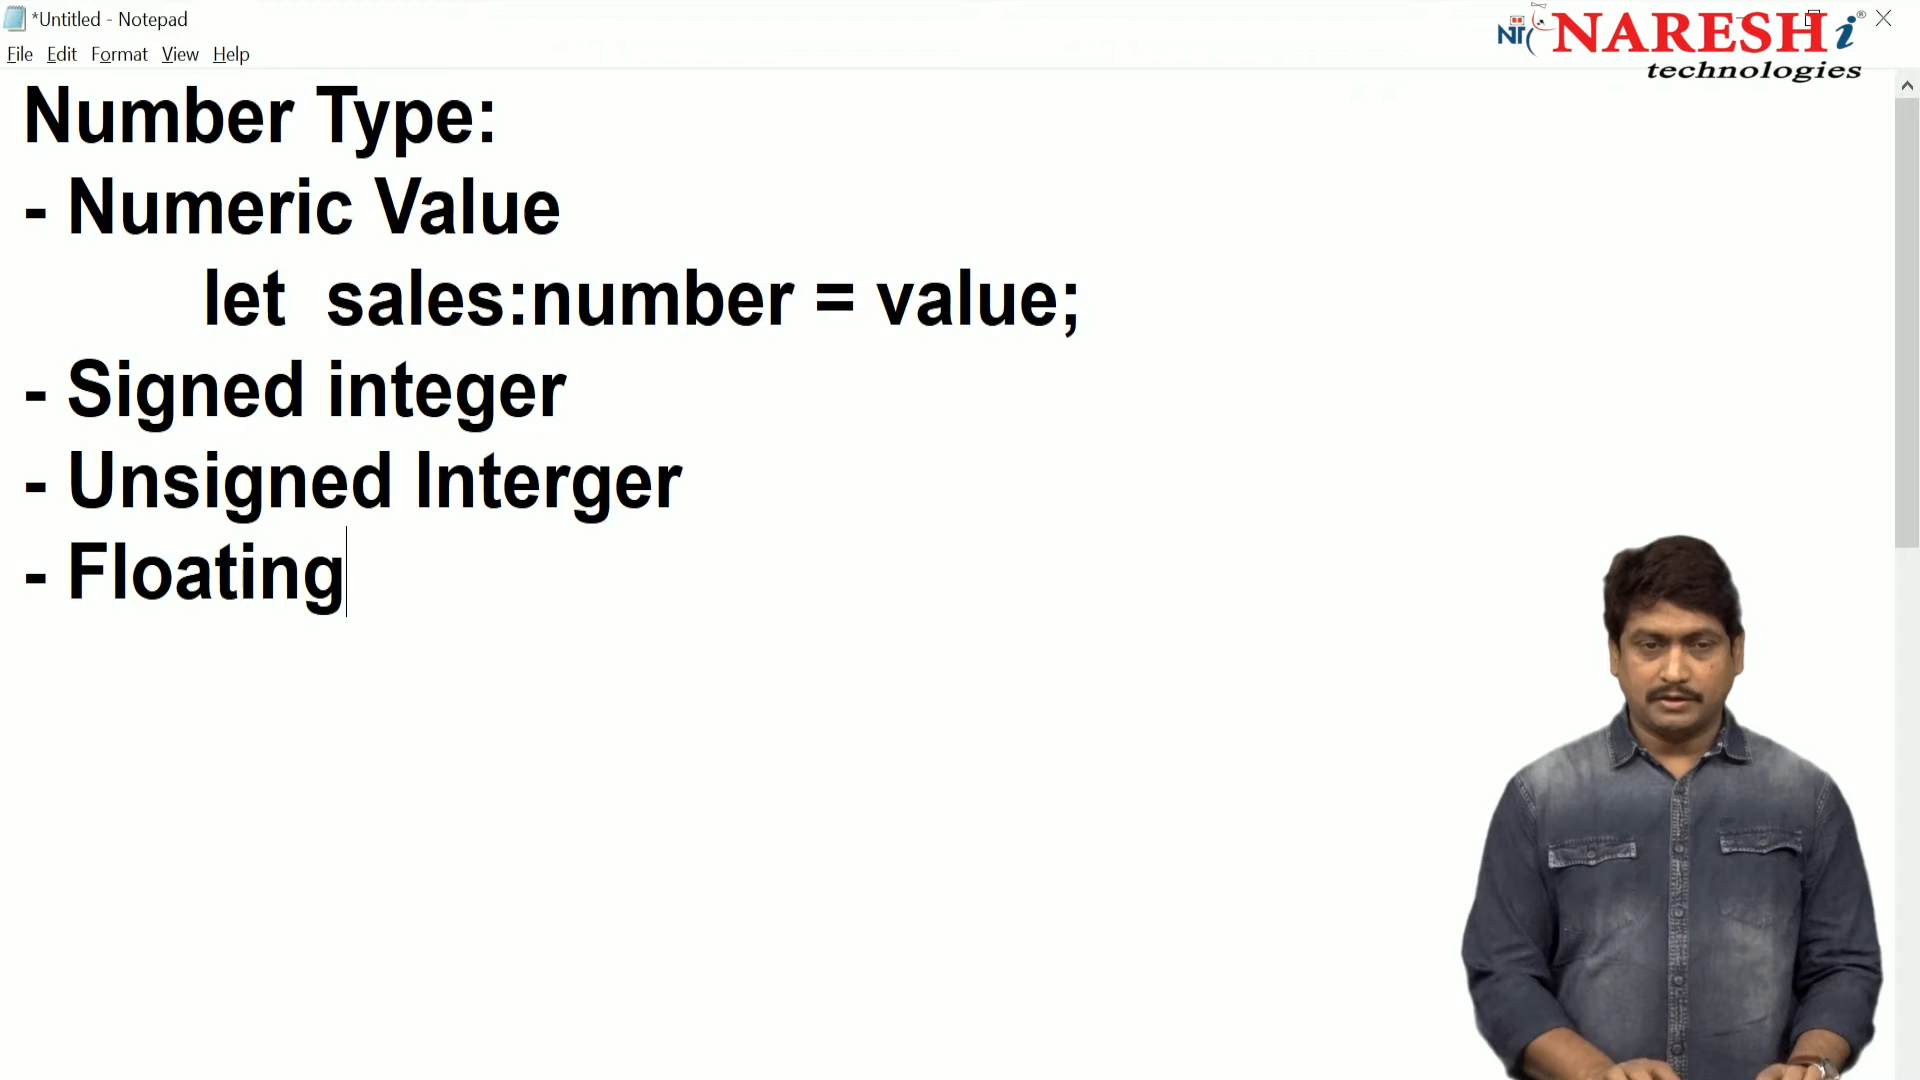 *Untitled - Notepad
File Edit Format View Help
NT NARESH i ®
technologies
Number Type:
- Numeric Value
let sales:number = value;
- Signed integer
- Unsigned Interger
- Floating